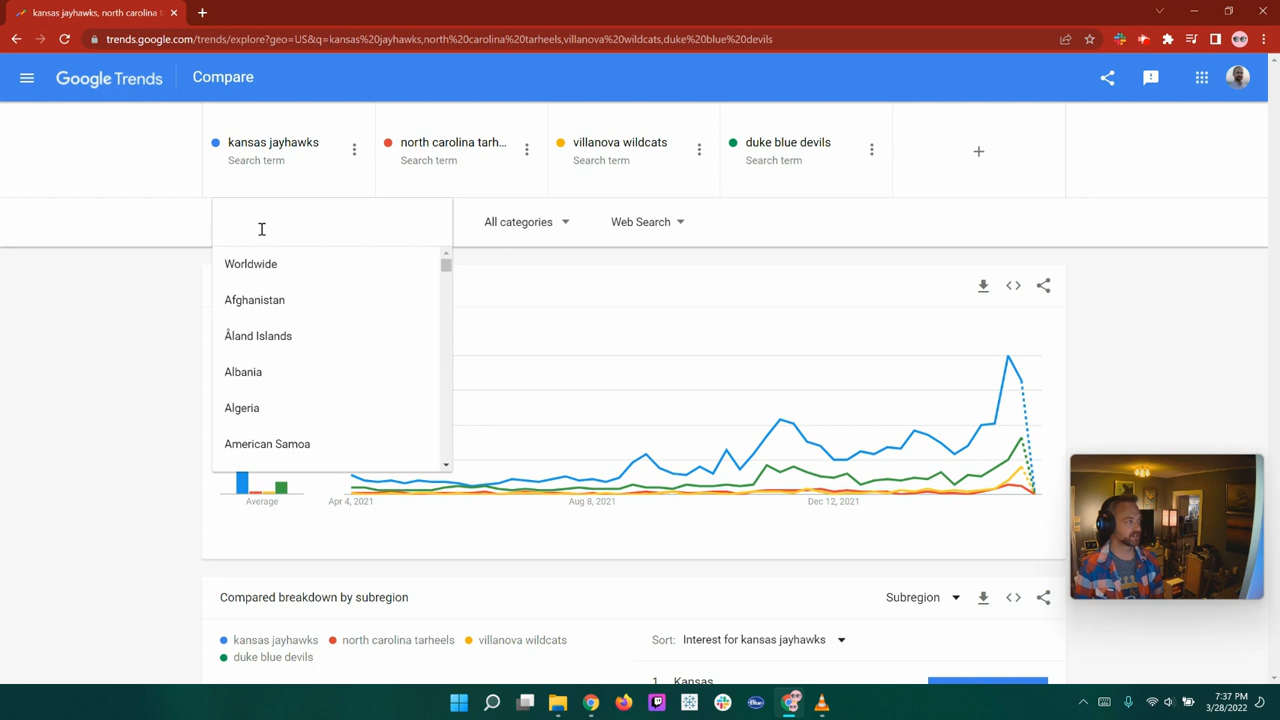 kansas jayhawks, north carolina t
trends.google.com/trends/explore?geo=US&q=kansas%20jayhawks,north%20carolina%20tarheels,villanova%20wildcats,duke%20blue%20devils
Google Trends
Compare
kansas jayhawks
Search term
north carolina tarh...
Search term
villanova wildcats
Search term
duke blue devils
Search term
+
All categories
Web Search
Worldwide
Afghanistan
Åland Islands
Albania
Algeria
American Samoa
Average
Apr 4, 2021
Aug 8, 2021
Dec 12, 2021
Compared breakdown by subregion
Subregion
kansas jayhawks
north carolina tarheels
villanova wildcats
duke blue devils
Sort: Interest for kansas jayhawks
1 Kansas
7:37 PM
3/28/2022